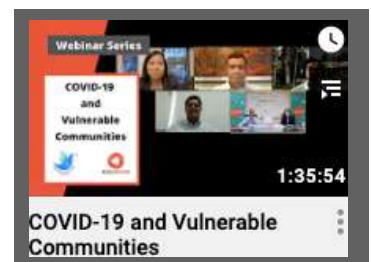 Webinar Series
COVID-19
and
Vulnerable
Communities
1:35:54
COVID-19 and Vulnerable
Communities